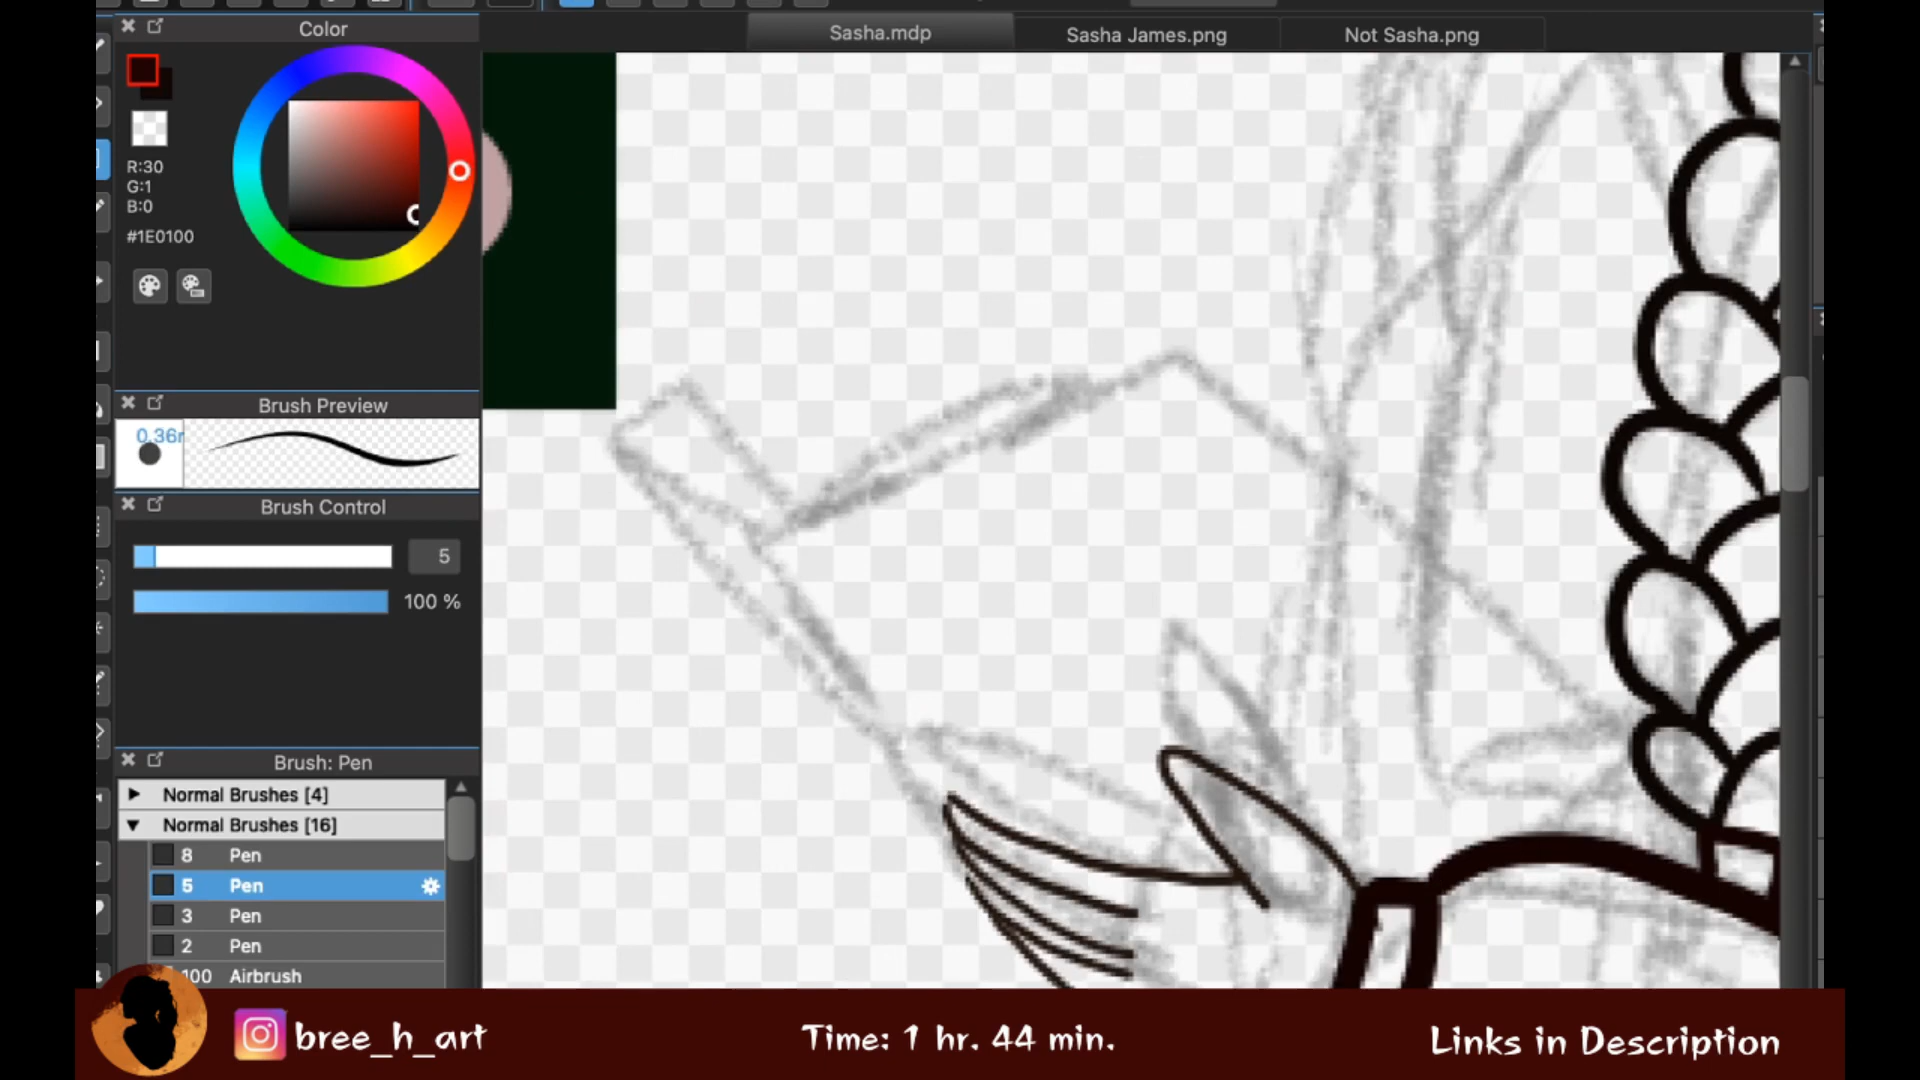 Color
Sasha.mdp
Sasha James.png
Not Sasha.png
R:30
G:1
B:0
#1E0100
Brush Preview
Brush Control
5
100 %
Brush: Pen
Normal Brushes [4]
Normal Brushes [16]
8 Pen
5 Pen
3 Pen
2 Pen
100 Airbrush
bree_h_art
Time: 1 hr. 44 min.
Links in Description